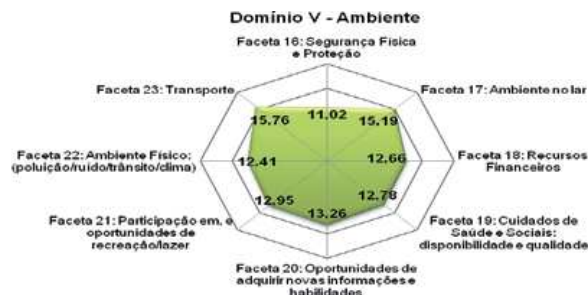 Domínio V - Ambiente
Faceta 16: Segurança Física
e Proteção
Faceta 23: Transporte
Faceta 17: Ambiente no lar
11.02
15.76
15.19
Faceta 22: Ambiente Físico:
(poluição/ruído/trânsito/clima)
12.41
12.66
Faceta 18: Recursos
Financeiros
12.95
12.78
13.26
Faceta 21: Participação em, e
oportunidades de
recreação/lazer
Faceta 19: Cuidados de
Saúde e Sociais:
disponibilidade e qualidade
Faceta 20: Oportunidades de
adquirir novas informações e
habilidades